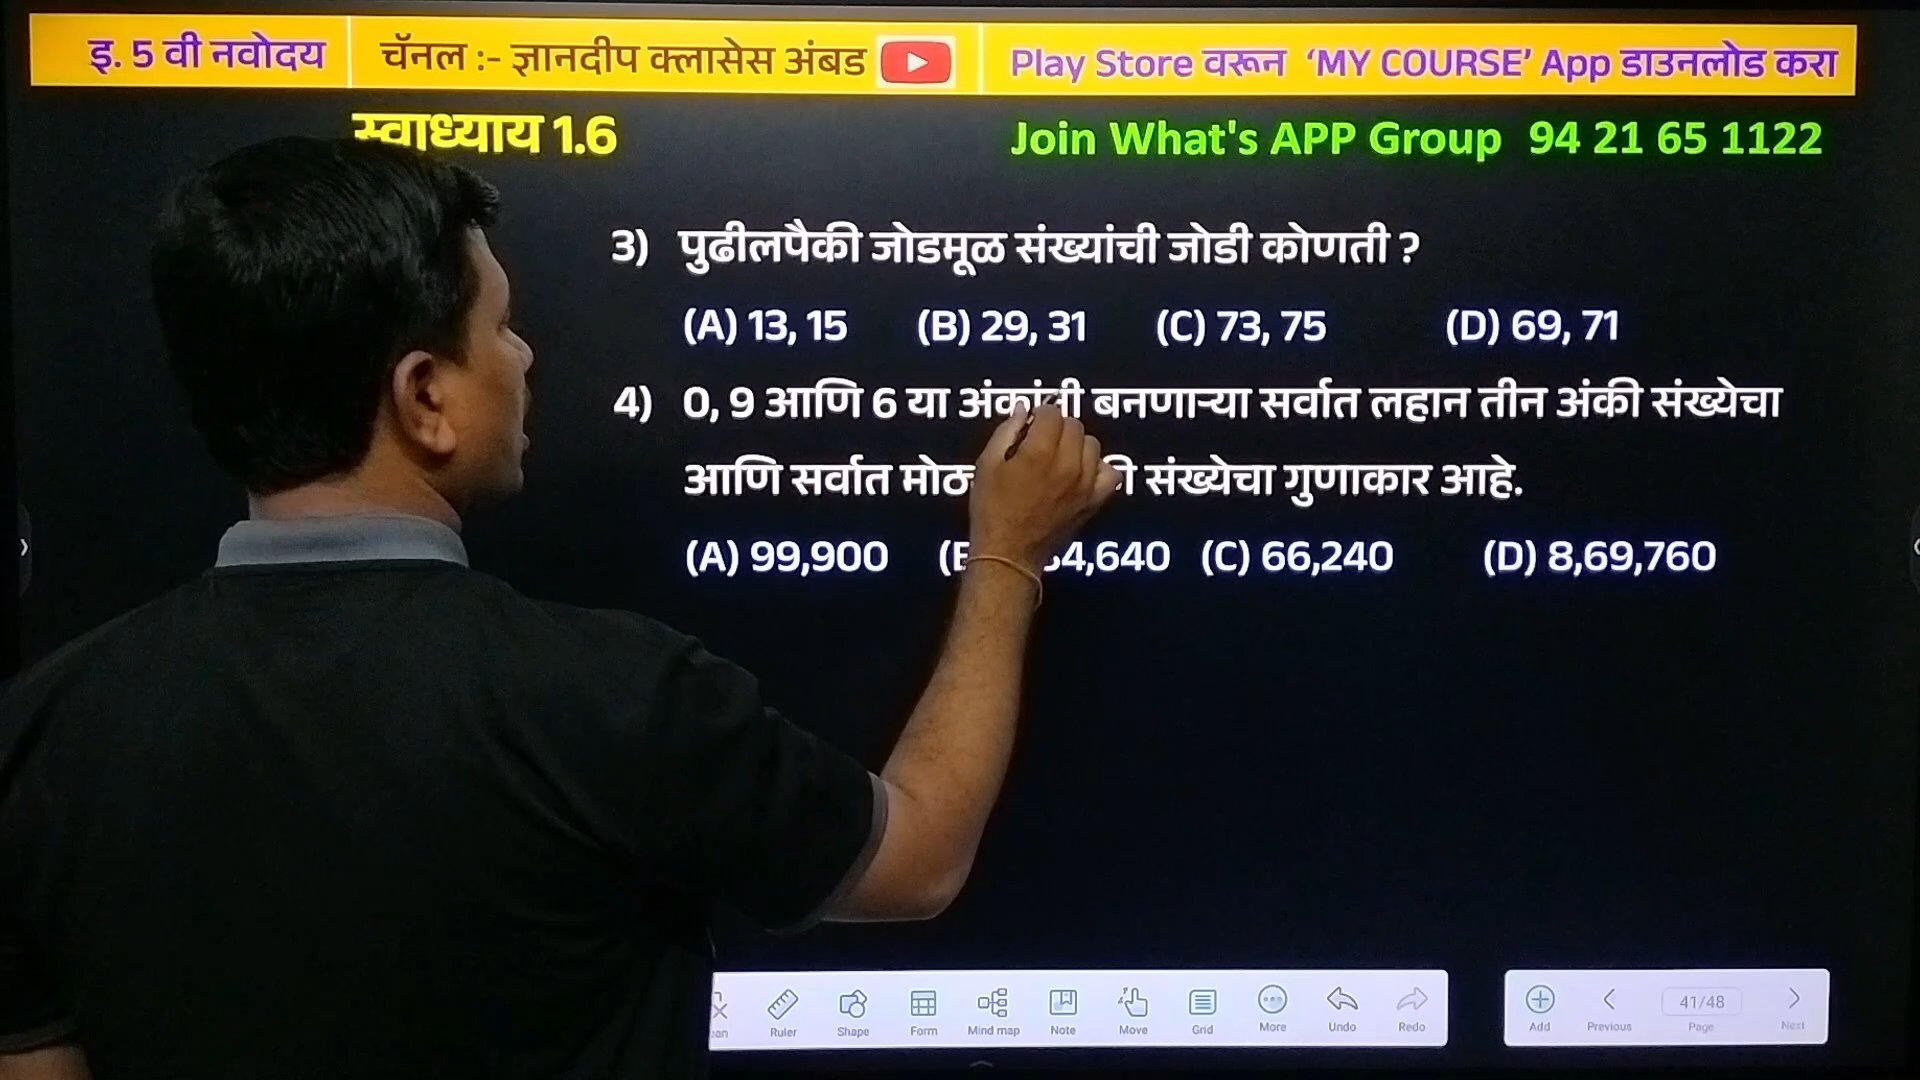 इ. 5 वी नवोदय चॅनल :- ज्ञानदीप क्लासेस अंबड Play Store वरून ‘MY COURSE’ App डाउनलोड करा
स्वाध्याय 1.6 Join What's APP Group 94 21 65 1122
3) पुढीलपैकी जोडमूळ संख्यांची जोडी कोणती ?
(A) 13, 15 (B) 29, 31 (C) 73, 75 (D) 69, 71
4) 0, 9 आणि 6 या बनणाऱ्या सर्वात लहान तीन अंकी संख्येचा
आणि सर्वात संख्येचा गुणाकार आहे.
(A) 99,900 4,640 (C) 66,240 (D) 8,69,760
Ruler Shape Form Mind map Note Move Grid More Undo Redo Add Previous 41/48 Page Next